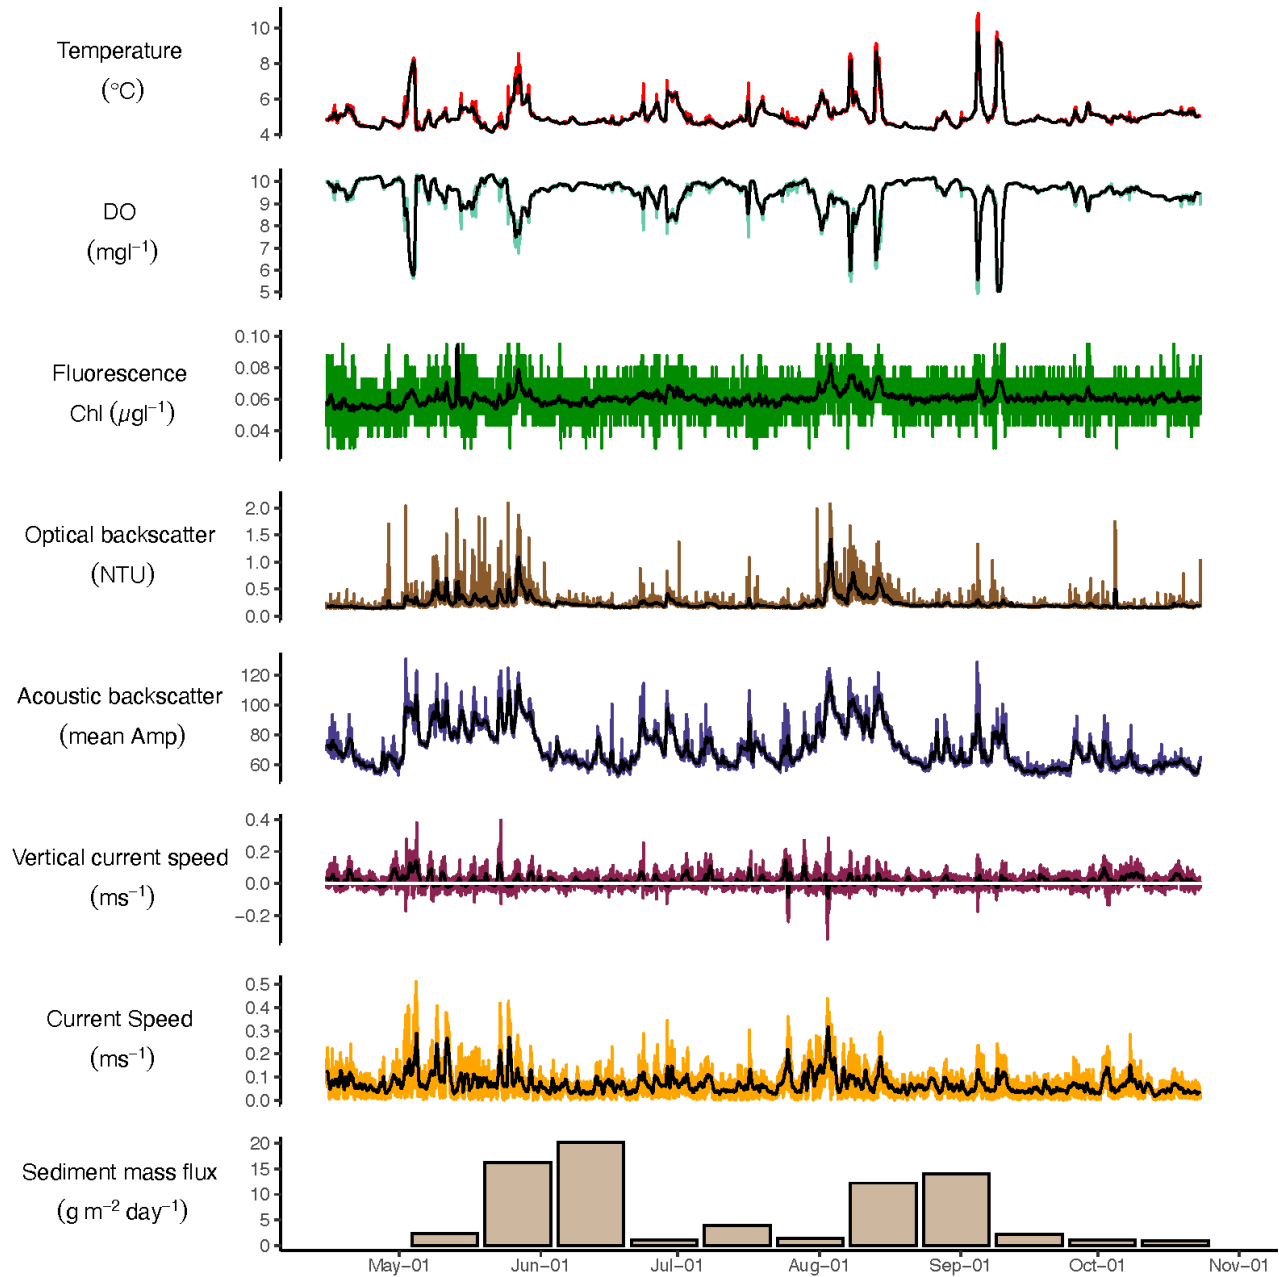 Temperature
(°C)
10
8
6
4
DO
(mgl⁻¹)
10
9
8
7
6
5
Fluorescence
Chl (µgl⁻¹)
0.10
0.08
0.06
0.04
Optical backscatter
(NTU)
2.0
1.5
1.0
0.5
0.0
Acoustic backscatter
(mean Amp)
120
100
80
60
Vertical current speed
(ms⁻¹)
0.4
0.2
0.0
−0.2
Current Speed
(ms⁻¹)
0.5
0.4
0.3
0.2
0.1
0.0
Sediment mass flux
(g m⁻² day⁻¹)
20
15
10
5
0
May−01 Jun−01 Jul−01 Aug−01 Sep−01 Oct−01 Nov−01